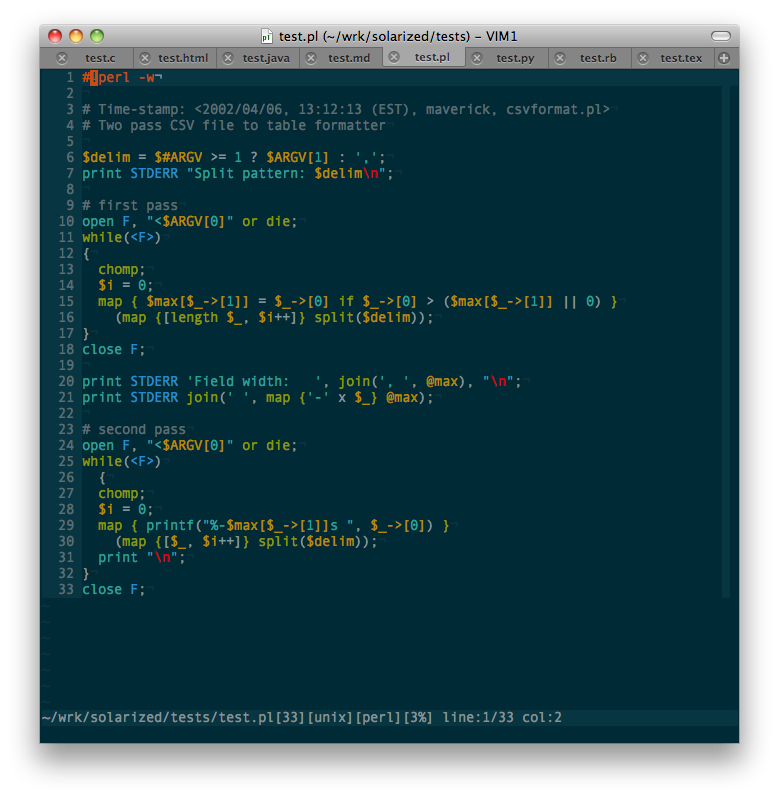 test.pl (~/wrk/solarized/tests) – VIM1
test.c test.html test.java test.md test.pl test.py test.rb test.tex
1 #!perl -w¬
2 ¬
3 # Time-stamp: <2002/04/06, 13:12:13 (EST), maverick, csvformat.pl>¬
4 # Two pass CSV file to table formatter¬
5 ¬
6 $delim = $#ARGV >= 1 ? $ARGV[1] : ',';¬
7 print STDERR "Split pattern: $delim\n";¬
8 ¬
9 # first pass¬
10 open F, "<$ARGV[0]" or die;¬
11 while(<F>)¬
12 {¬
13   chomp;¬
14   $i = 0;¬
15   map { $max[$_->[1]] = $_->[0] if $_->[0] > ($max[$_->[1]] || 0) }¬
16     (map {[length $_, $i++]} split($delim));¬
17 }¬
18 close F;¬
19 ¬
20 print STDERR 'Field width:   ', join(', ', @max), "\n";¬
21 print STDERR join(' ', map {'-' x $_} @max);¬
22 ¬
23 # second pass¬
24 open F, "<$ARGV[0]" or die;¬
25 while(<F>)¬
26   {¬
27   chomp;¬
28   $i = 0;¬
29   map { printf("%-$max[$_->[1]]s ", $_->[0]) }¬
30     (map {[$_, $i++]} split($delim));¬
31   print "\n";¬
32 }¬
33 close F;¬
~
~
~
~
~
~
~
~/wrk/solarized/tests/test.pl[33][unix][perl][3%] line:1/33 col:2